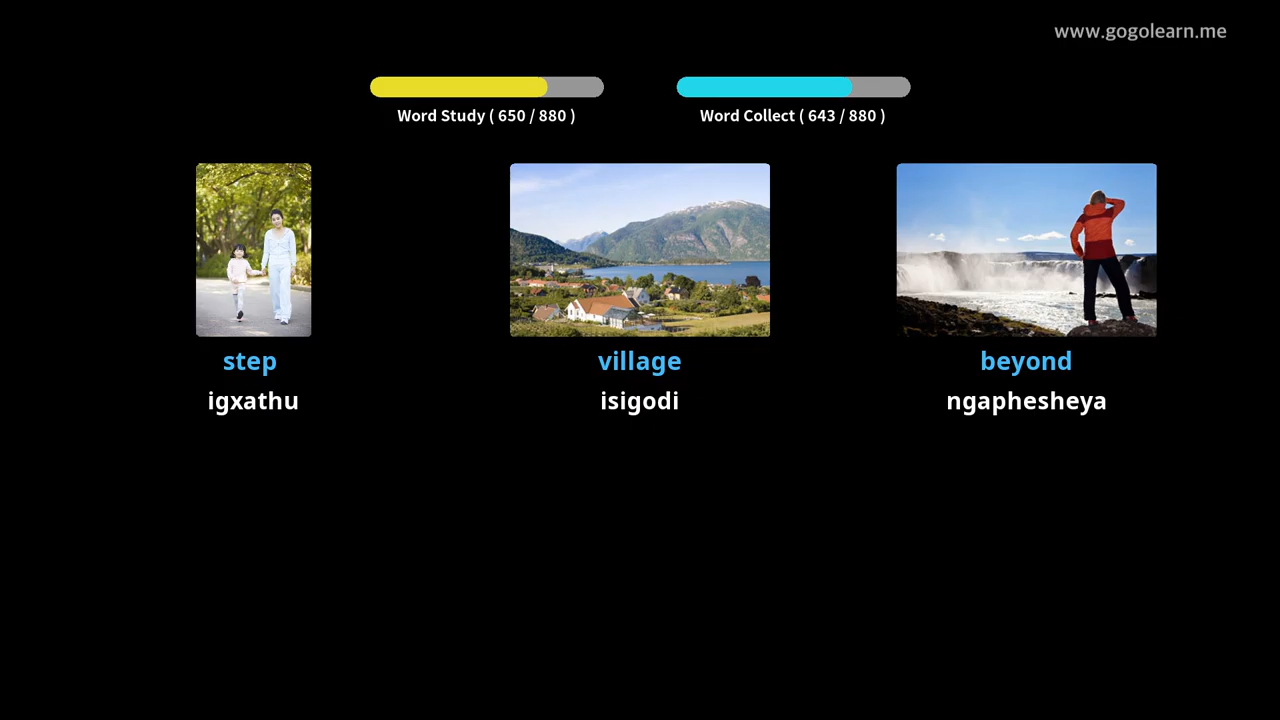 www.gogolearn.me
Word Study ( 650 / 880 )
Word Collect ( 643 / 880 )
step
igxathu
village
isigodi
beyond
ngaphesheya